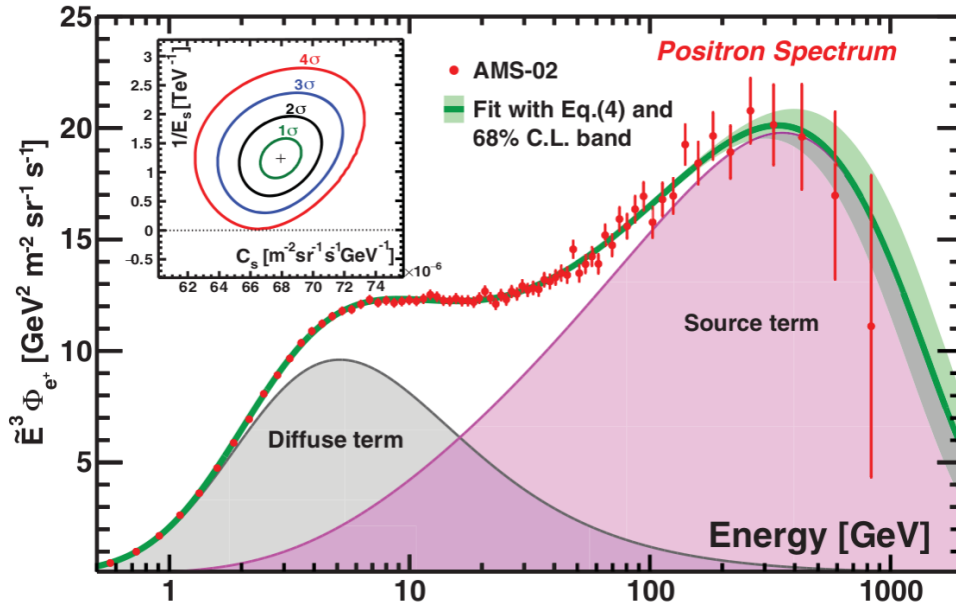 25
20
15
10
5
Ẽ³ Φₑ⁺ [GeV² m⁻² sr⁻¹ s⁻¹]
3
2.5
2
1.5
1
0.5
0
−0.5
1/Eₛ[TeV⁻¹]
4σ
3σ
2σ
1σ
Cₛ [m⁻²sr⁻¹s⁻¹GeV⁻¹]
62 64 66 68 70 72 74
×10⁻⁶
Positron Spectrum
AMS-02
Fit with Eq.(4) and
68% C.L. band
Diffuse term
Source term
Energy [GeV]
1 10 100 1000